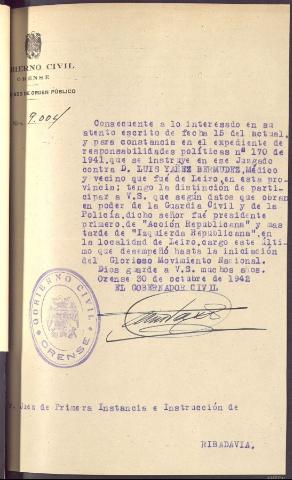 BIERNO CIVIL
ORENSE
DE ORDEN PÚBLICO
Núm. 9.004
Consecuente a lo interesado en su
atento escrito de fecha 15 del actual,
y para constancia en el expediente de
responsabilidades políticas nº 170 de
1941, que se instruye en ese Juzgado
contra D. LUIS YAÑEZ BERMUDEZ, Médico
y vecino que fué de Leiro, en esta pro
vincia; tengo la distinción de parti-
cipar a V.S. que según datos que obran
en poder de la Guardia Civil y de la
Policía, dicho señor fué presidente
primero, de "Acción Republicana" y mas
tarde de "Izquierda Republicana", en
la localidad de Leiro, cargo este últi
mo que desempeñó hasta la iniciación
del Glorioso Movimiento Nacional.
Dios guarde a V.S. muchos años.
Orense 30 de octubre de 1942
EL GOBERNADOR CIVIL
GOBIERNO CIVIL
ORENSE
Juez de Primera Instancia e Instrucción de
RIBADAVIA.